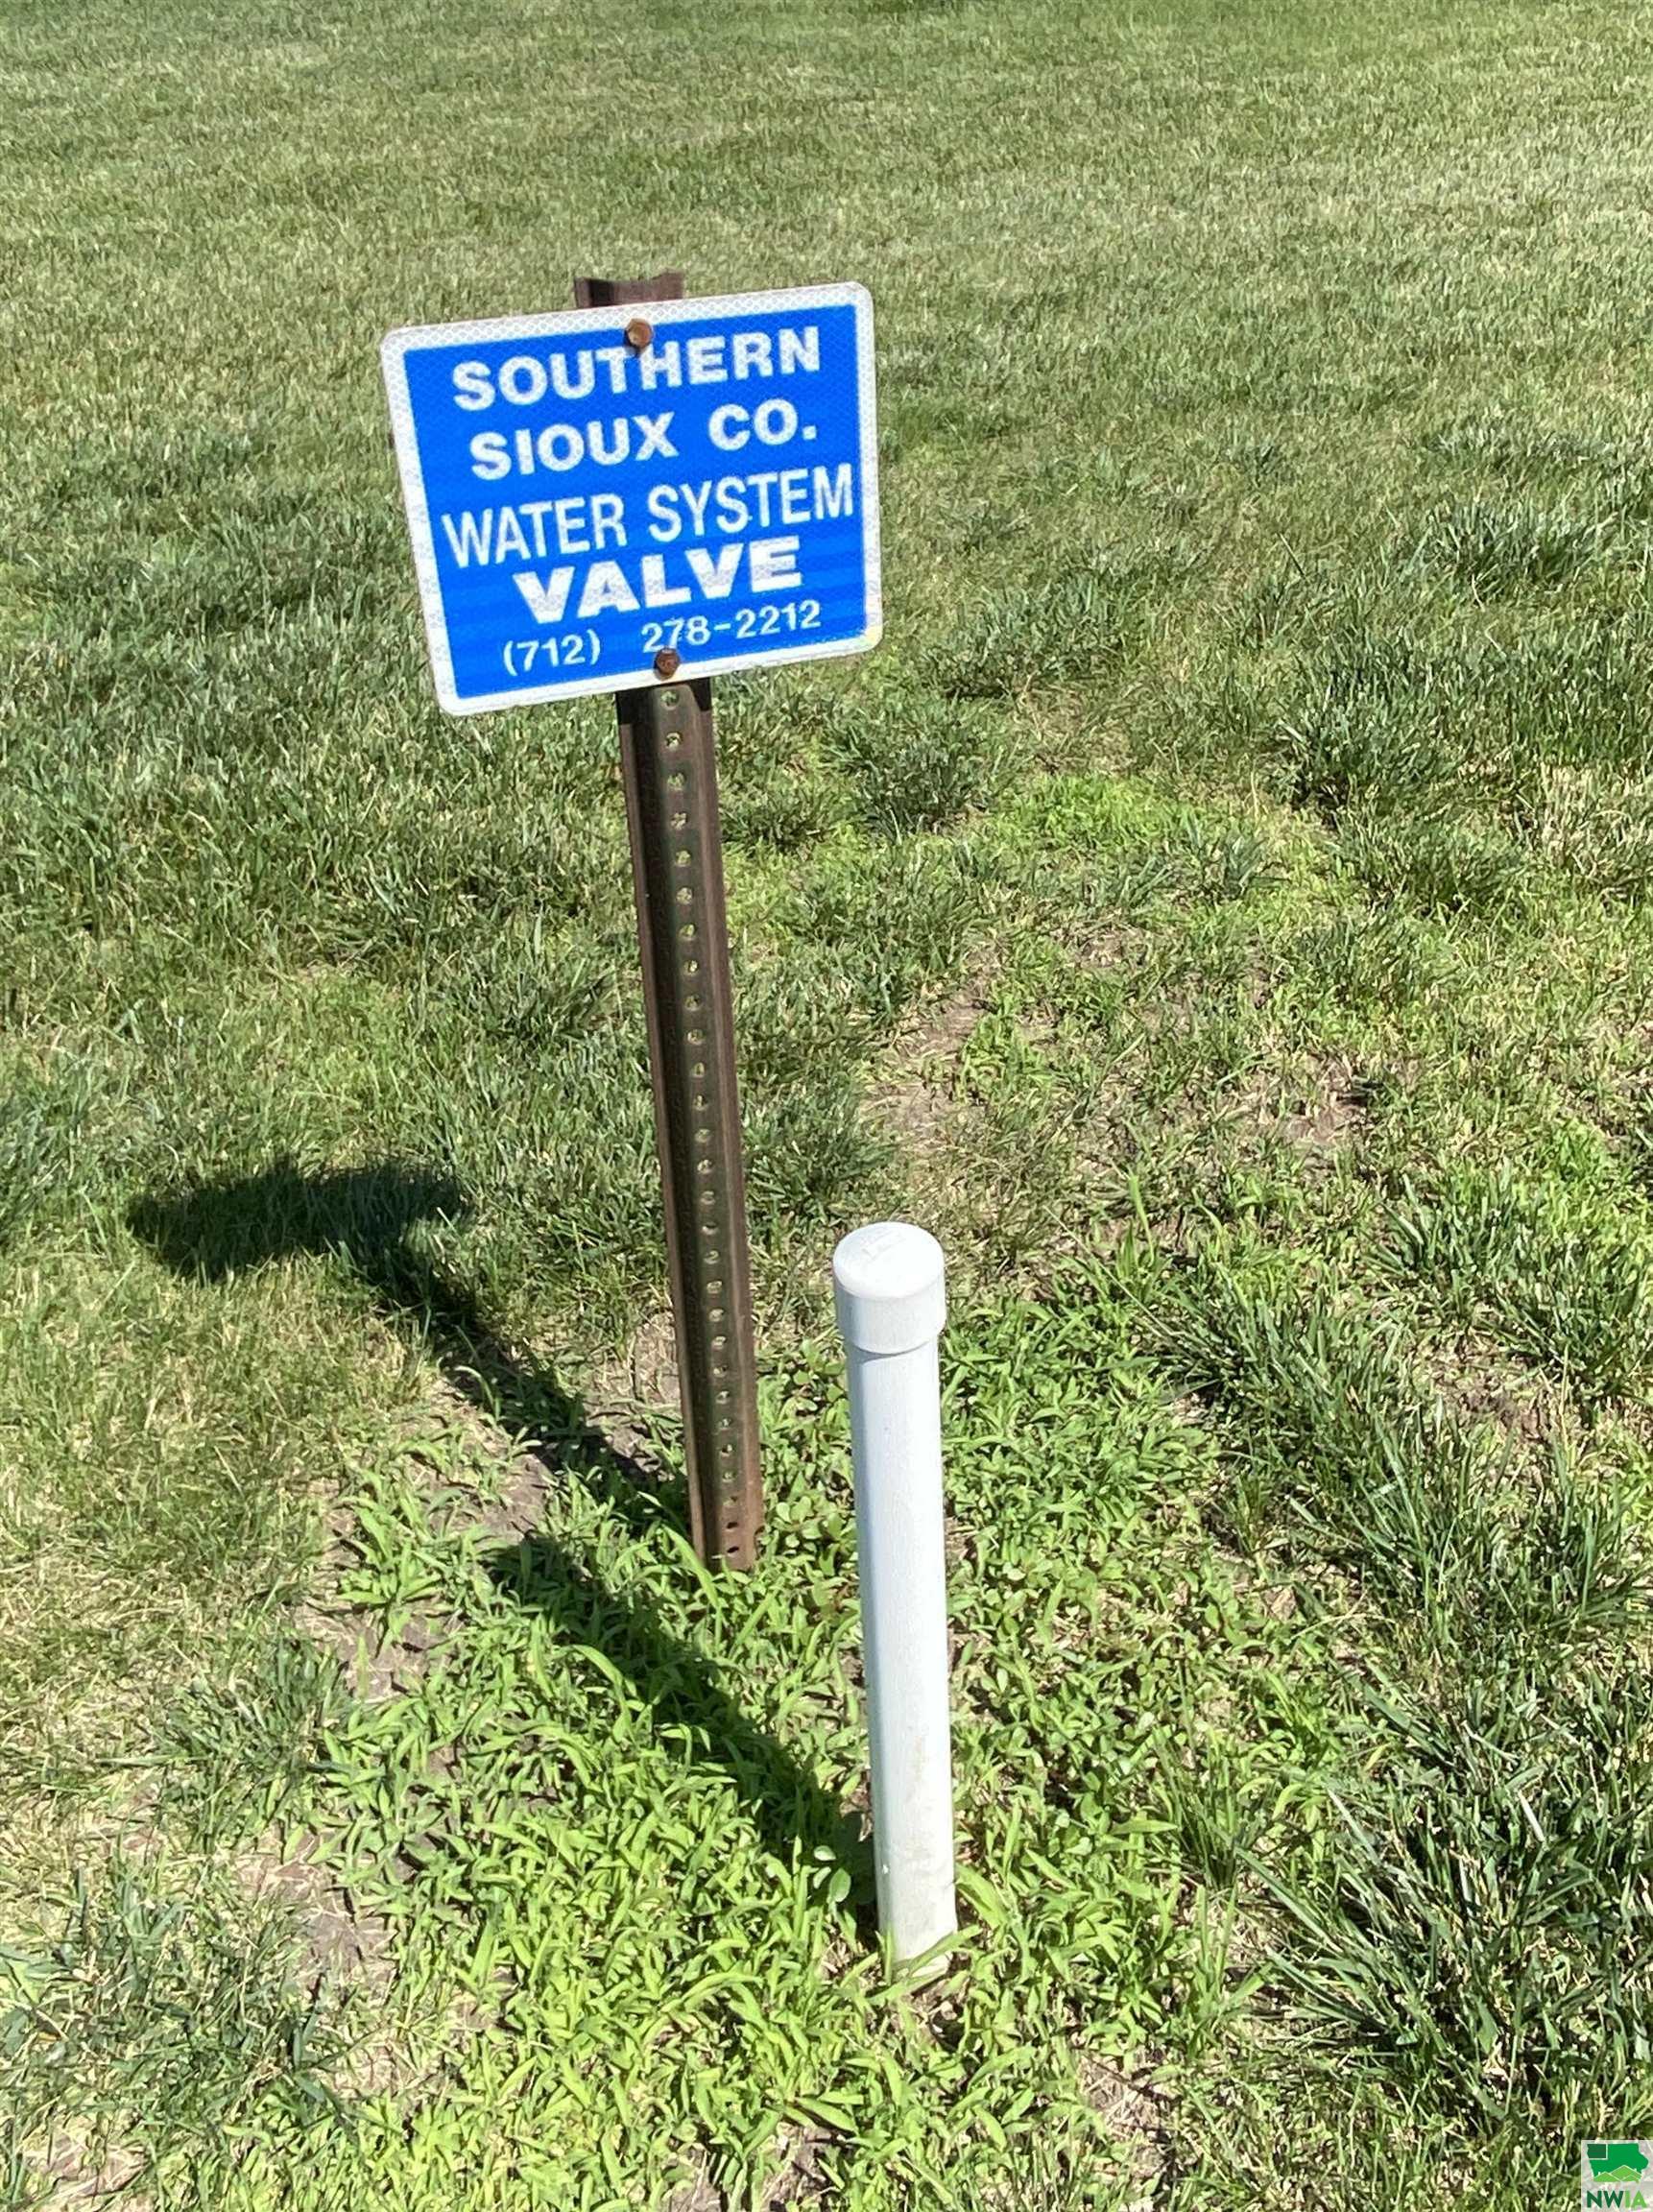 SOUTHERN
SIOUX CO.
WATER SYSTEM
VALVE
(712) 278-2212
NWIA